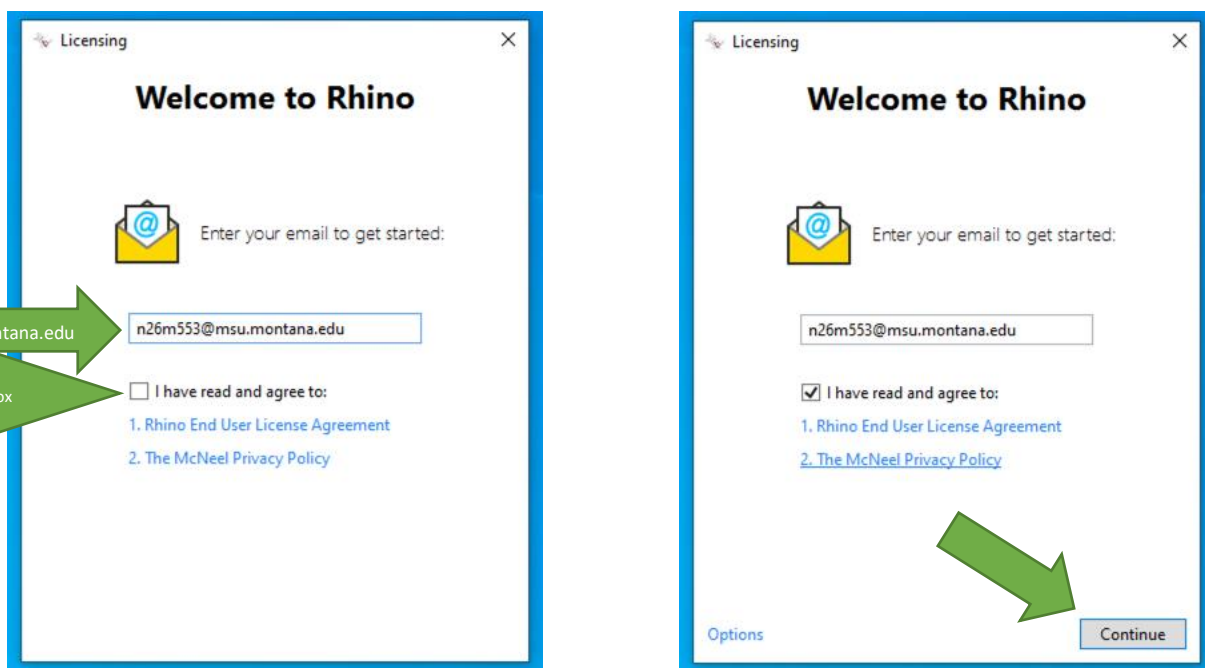 Licensing
Welcome to Rhino
Enter your email to get started:
n26m553@msu.montana.edu
I have read and agree to:
1. Rhino End User License Agreement
2. The McNeel Privacy Policy
Licensing
Welcome to Rhino
Enter your email to get started:
n26m553@msu.montana.edu
I have read and agree to:
1. Rhino End User License Agreement
2. The McNeel Privacy Policy
Options
Continue